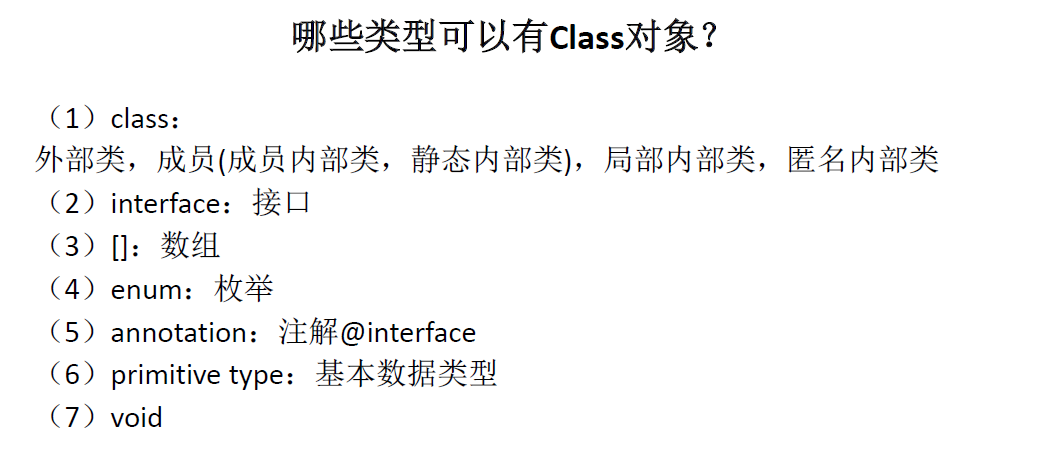 哪些类型可以有Class对象？
（1）class：
外部类，成员(成员内部类，静态内部类)，局部内部类，匿名内部类
（2）interface：接口
（3）[]：数组
（4）enum：枚举
（5）annotation：注解@interface
（6）primitive type：基本数据类型
（7）void